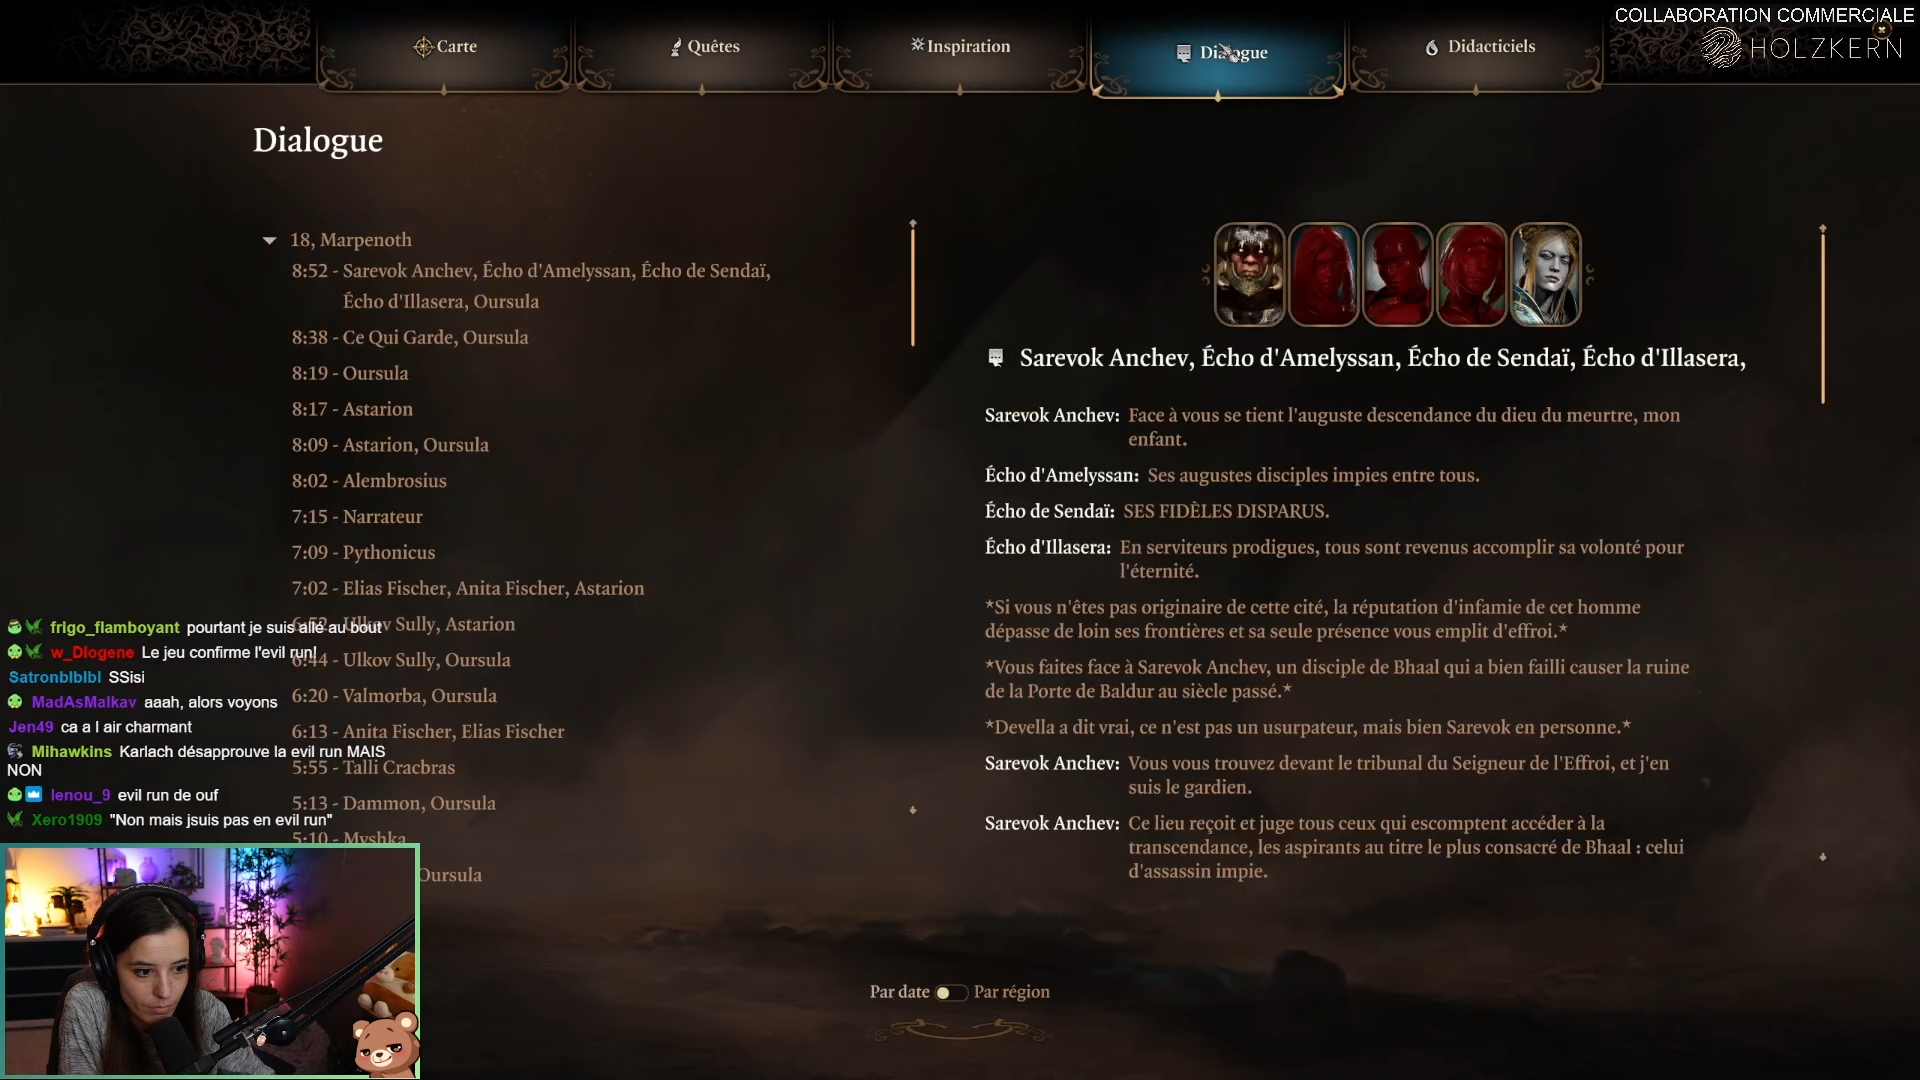 COLLABORATION COMMERCIALE
HOLZKERN
Carte
Quêtes
Inspiration
Dialogue
Didacticiels
Dialogue
18, Marpenoth
8:52 - Sarevok Anchev, Écho d'Amelyssan, Écho de Sendaï,
Écho d'Illasera, Oursula
8:38 - Ce Qui Garde, Oursula
8:19 - Oursula
8:17 - Astarion
8:09 - Astarion, Oursula
8:02 - Alembrosius
7:15 - Narrateur
7:09 - Pythonicus
7:02 - Elias Fischer, Anita Fischer, Astarion
6:52 - Ulkov Sully, Astarion
6:44 - Ulkov Sully, Oursula
6:20 - Valmorba, Oursula
6:13 - Anita Fischer, Elias Fischer
5:55 - Talli Cracbras
5:13 - Dammon, Oursula
5:10 - Myshka
Oursula
frigo_flamboyant pourtant je suis allé au bout
w_Diogene Le jeu confirme l'evil run!
Satronblblbl SSisi
MadAsMalkav aaah, alors voyons
Jen49 ca a l air charmant
Mihawkins Karlach désapprouve la evil run MAIS
NON
lenou_9 evil run de ouf
Xero1909 "Non mais jsuis pas en evil run"
Sarevok Anchev, Écho d'Amelyssan, Écho de Sendaï, Écho d'Illasera,
Sarevok Anchev: Face à vous se tient l'auguste descendance du dieu du meurtre, mon
enfant.
Écho d'Amelyssan: Ses augustes disciples impies entre tous.
Écho de Sendaï: SES FIDÈLES DISPARUS.
Écho d'Illasera: En serviteurs prodigues, tous sont revenus accomplir sa volonté pour
l'éternité.
*Si vous n'êtes pas originaire de cette cité, la réputation d'infamie de cet homme
dépasse de loin ses frontières et sa seule présence vous emplit d'effroi.*
*Vous faites face à Sarevok Anchev, un disciple de Bhaal qui a bien failli causer la ruine
de la Porte de Baldur au siècle passé.*
*Devella a dit vrai, ce n'est pas un usurpateur, mais bien Sarevok en personne.*
Sarevok Anchev: Vous vous trouvez devant le tribunal du Seigneur de l'Effroi, et j'en
suis le gardien.
Sarevok Anchev: Ce lieu reçoit et juge tous ceux qui escomptent accéder à la
transcendance, les aspirants au titre le plus consacré de Bhaal : celui
d'assassin impie.
Par date
Par région